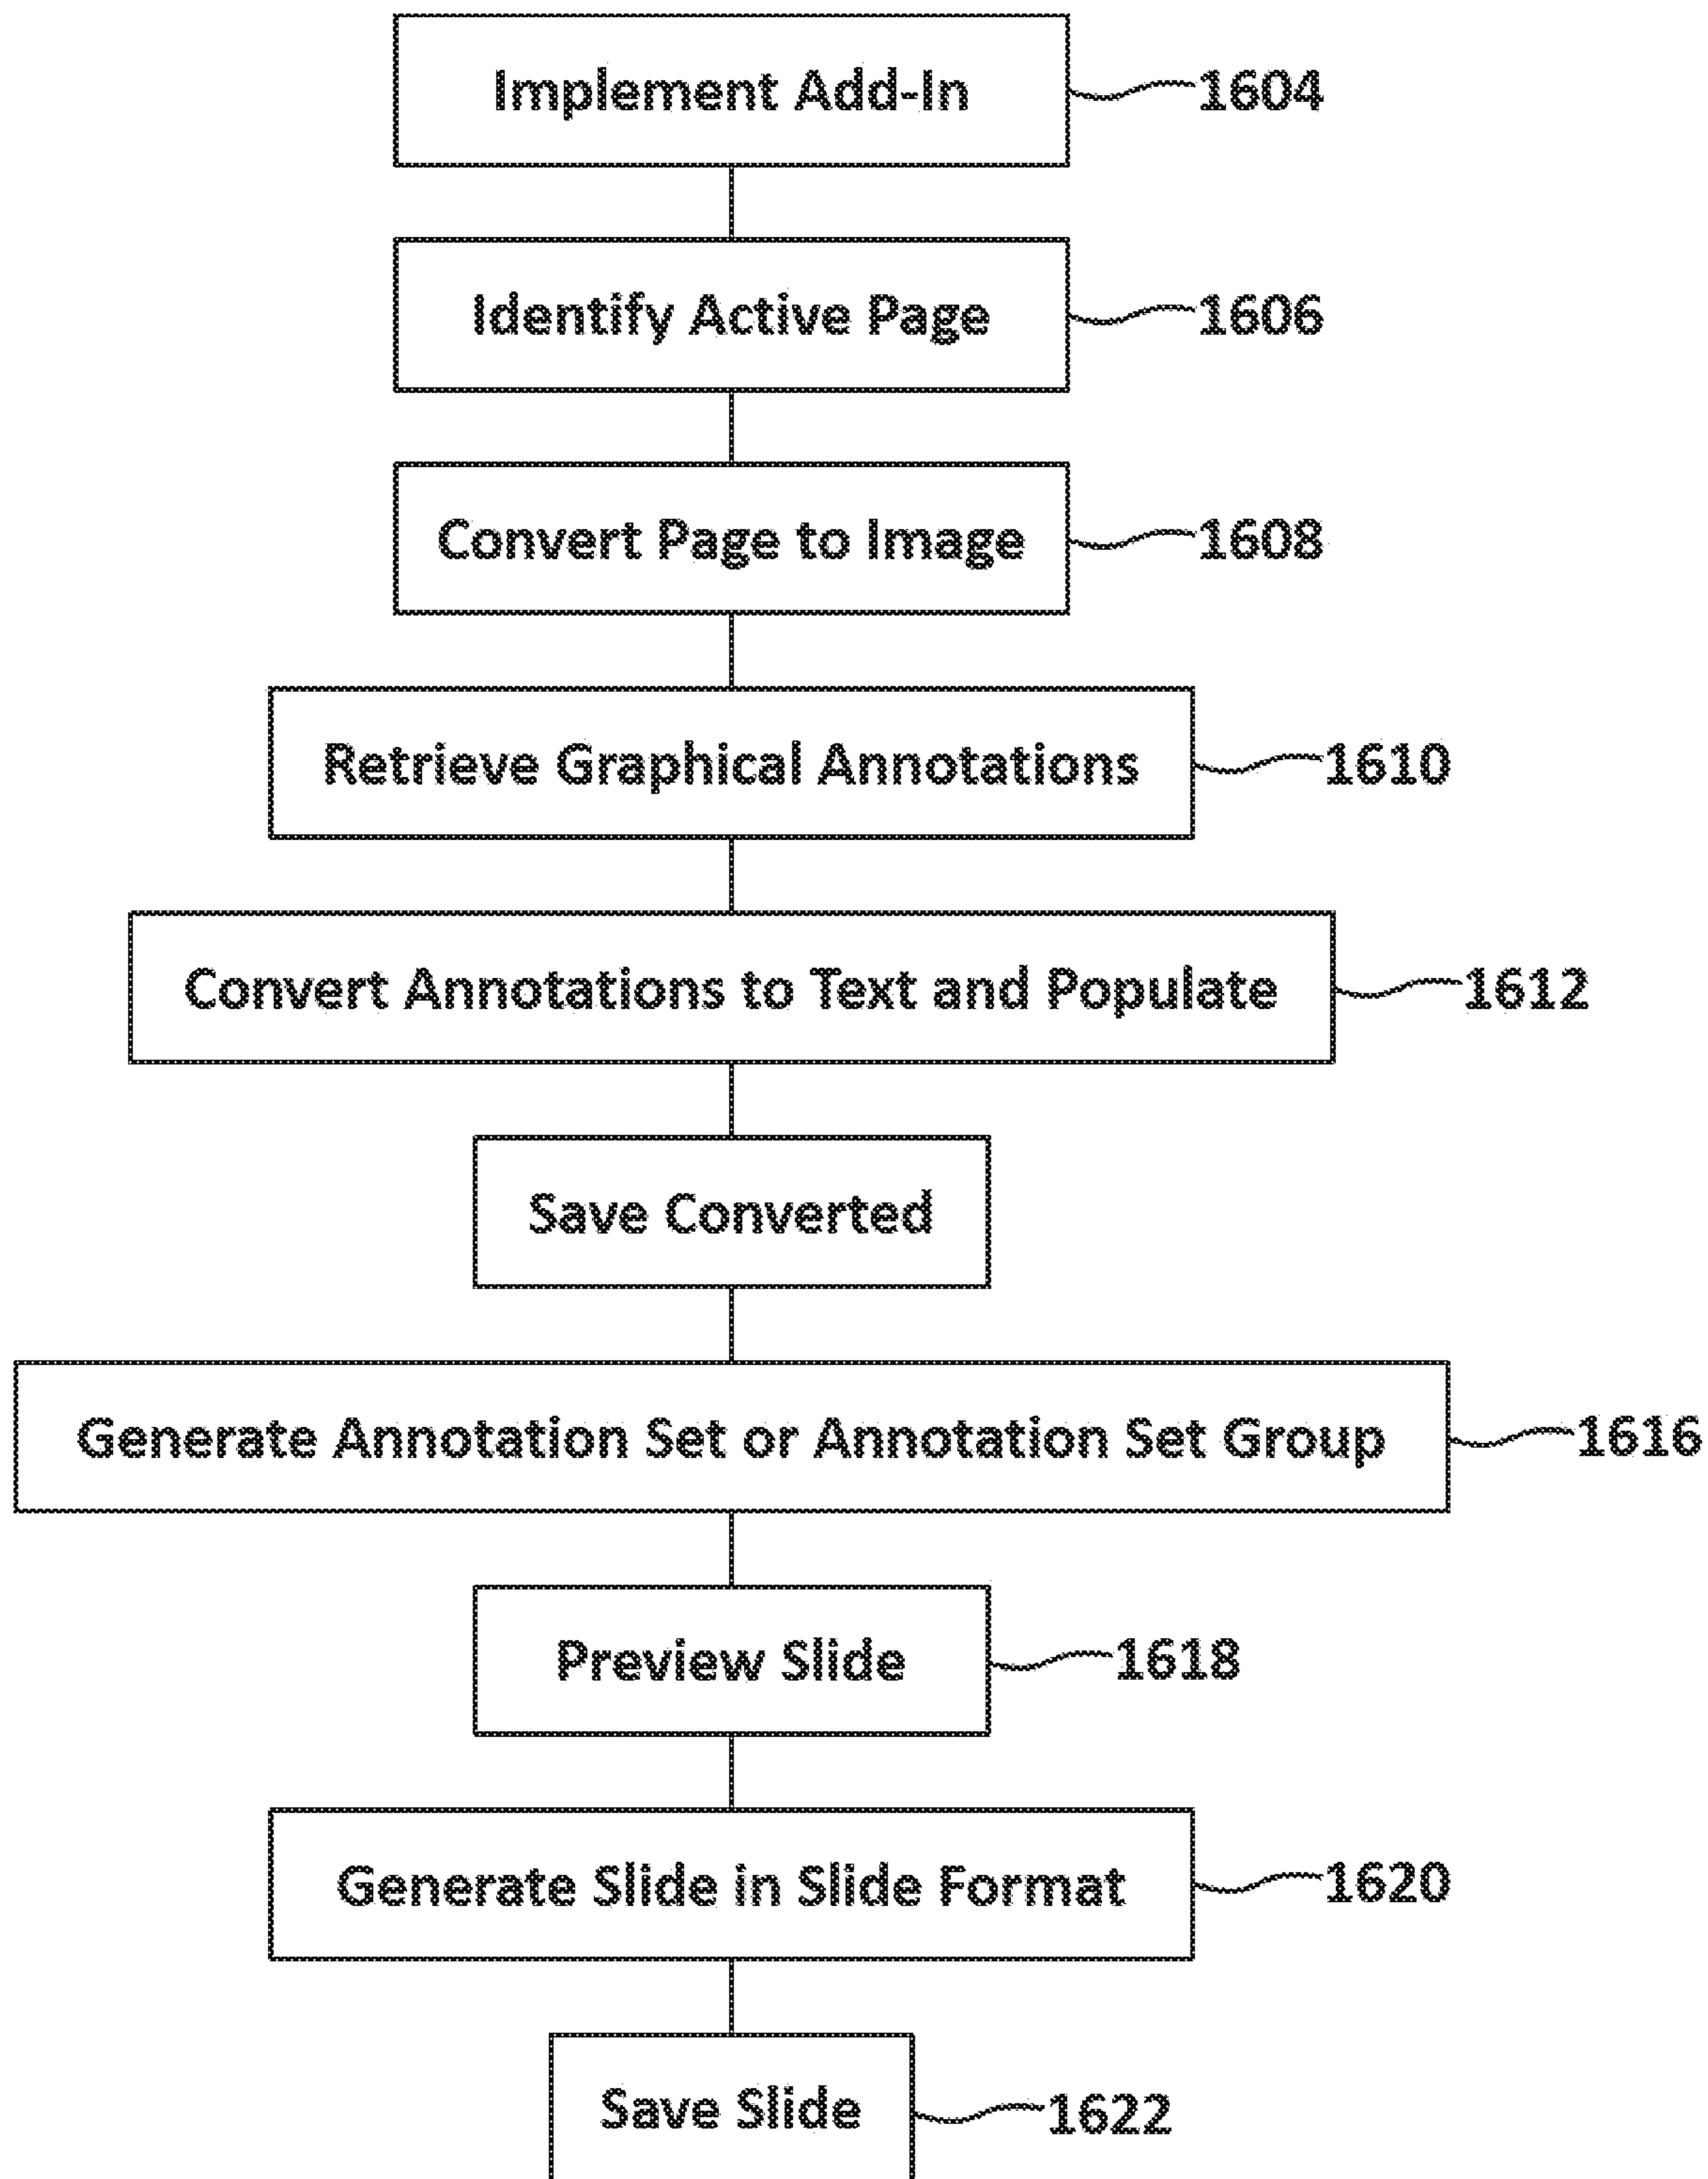 Implement Add-In 1604
Identify Active Page 1606
Convert Page to Image 1608
Retrieve Graphical Annotations 1610
Convert Annotations to Text and Populate 1612
Save Converted
Generate Annotation Set or Annotation Set Group 1616
Preview Slide 1618
Generate Slide in Slide Format 1620
Save Slide 1622